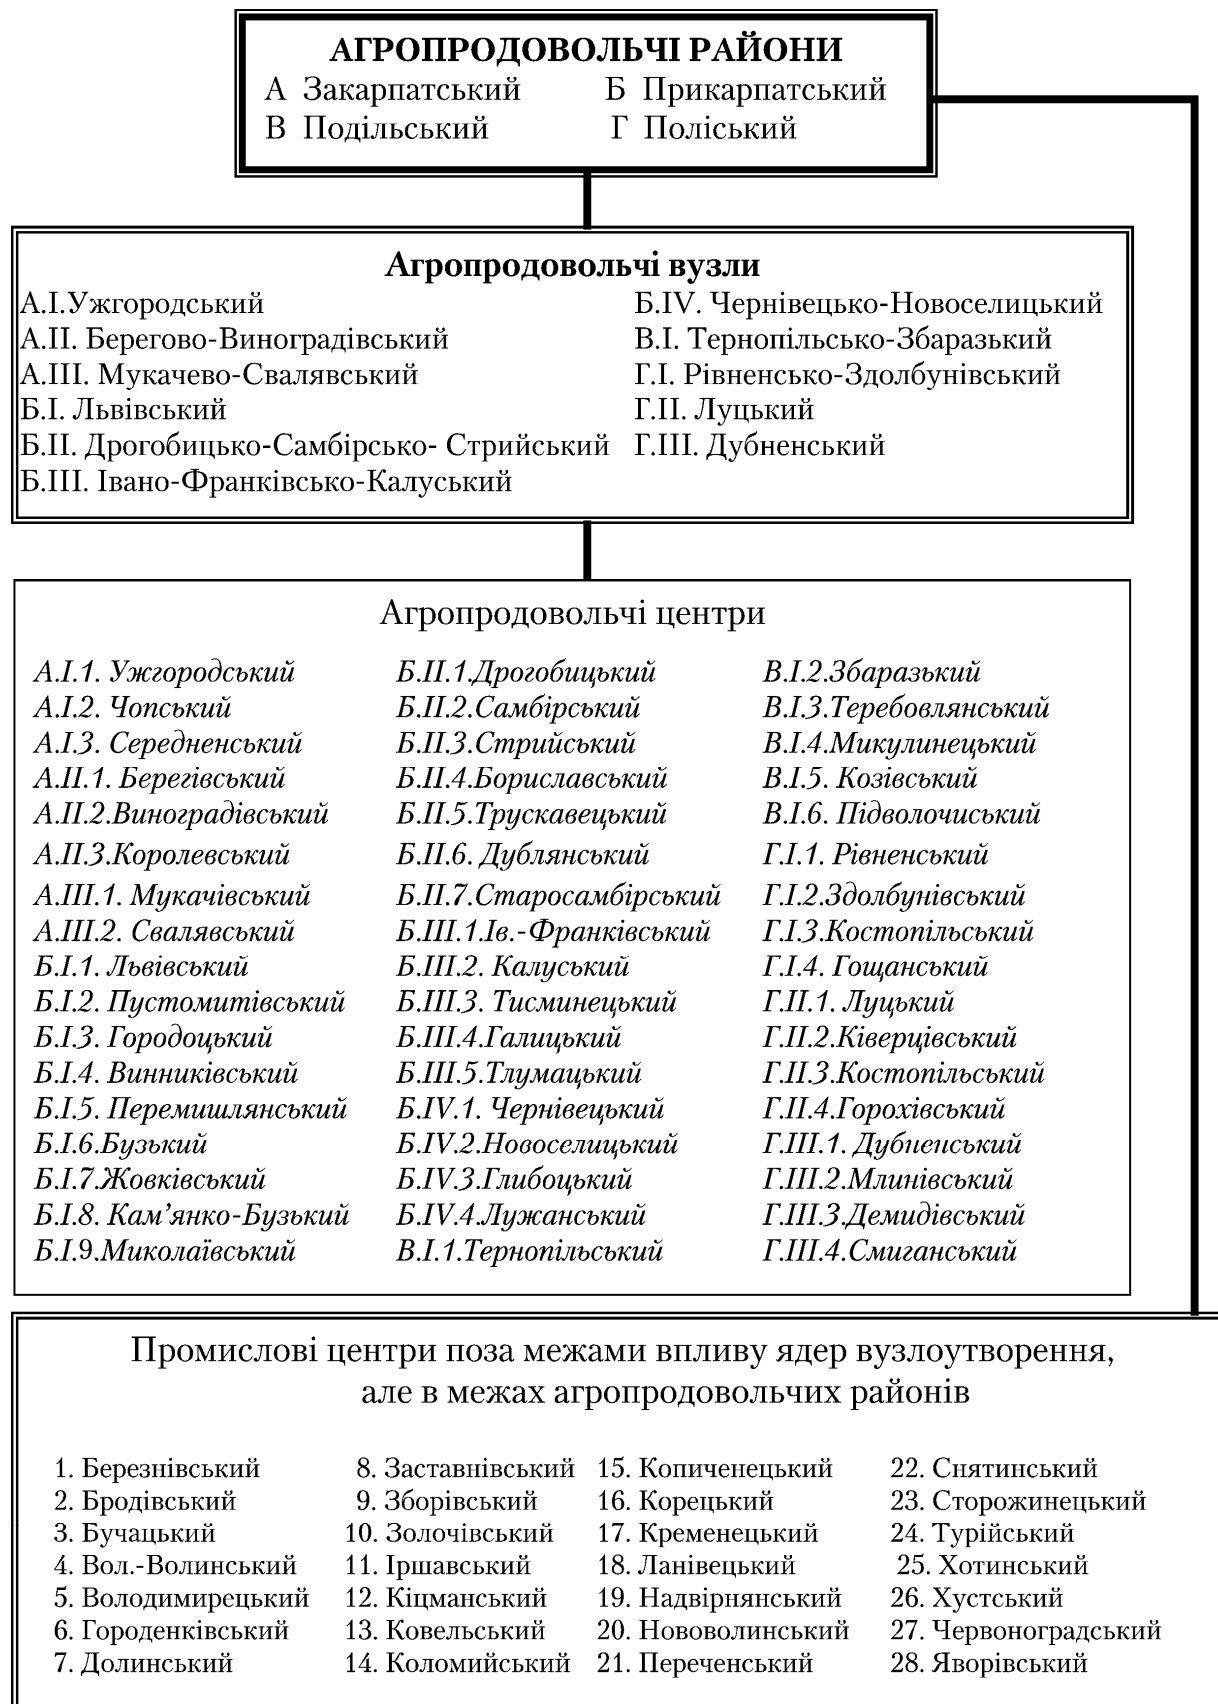 АГРОПРОДОВОЛЬЧІ РАЙОНИ
А Закарпатський Б Прикарпатський
В Подільський Г Поліський
Агропродовольчі вузли
А.І.Ужгородський Б.IV. Чернівецько-Новоселицький
А.ІІ. Берегово-Виноградівський В.І. Тернопільсько-Збаразький
А.ІІІ. Мукачево-Свалявський Г.І. Рівненсько-Здолбунівський
Б.І. Львівський Г.ІІ. Луцький
Б.ІІ. Дрогобицько-Самбірсько- Стрийський Г.ІІІ. Дубненський
Б.ІІІ. Івано-Франківсько-Калуський
Агропродовольчі центри
А.І.1. Ужгородський Б.ІІ.1.Дрогобицький В.І.2.Збаразький
А.І.2. Чопський Б.ІІ.2.Самбірський В.І.3.Теребовлянський
А.І.3. Середненський Б.ІІ.3.Стрийський В.І.4.Микулинецький
А.ІІ.1. Берегівський Б.ІІ.4.Бориславський В.І.5. Козівський
А.ІІ.2.Виноградівський Б.ІІ.5.Трускавецький В.І.6. Підволочиський
А.ІІ.3.Королевський Б.ІІ.6. Дублянський Г.І.1. Рівненський
А.ІІІ.1. Мукачівський Б.ІІ.7.Старосамбірський Г.І.2.Здолбунівський
А.ІІІ.2. Свалявський Б.ІІІ.1.Ів.-Франківський Г.І.3.Костопільський
Б.І.1. Львівський Б.ІІІ.2. Калуський Г.І.4. Гощанський
Б.І.2. Пустомитівський Б.ІІІ.3. Тисминецький Г.ІІ.1. Луцький
Б.І.3. Городоцький Б.ІІІ.4.Галицький Г.ІІ.2.Ківерцівський
Б.І.4. Винниківський Б.ІІІ.5.Тлумацький Г.ІІ.3.Костопільський
Б.І.5. Перемишлянський Б.IV.1. Чернівецький Г.ІІ.4.Горохівський
Б.І.6.Бузький Б.IV.2.Новоселицький Г.ІІІ.1. Дубненський
Б.І.7.Жовківський Б.IV.3.Глибоцький Г.ІІІ.2.Млинівський
Б.І.8. Кам’янко-Бузький Б.IV.4.Лужанський Г.ІІІ.3.Демидівський
Б.І.9.Миколаївський В.І.1.Тернопільський Г.ІІІ.4.Смиганський
Промислові центри поза межами впливу ядер вузлоутворення,
але в межах агропродовольчих районів
1. Березнівський 8. Заставнівський 15. Копиченецький 22. Снятинський
2. Бродівський 9. Зборівський 16. Корецький 23. Сторожинецький
3. Бучацький 10. Золочівський 17. Кременецький 24. Турійський
4. Вол.-Волинський 11. Іршавський 18. Ланівецький 25. Хотинський
5. Володимирецький 12. Кіцманський 19. Надвірнянський 26. Хустський
6. Городенківський 13. Ковельський 20. Нововолинський 27. Червоноградський
7. Долинський 14. Коломийський 21. Переченський 28. Яворівський